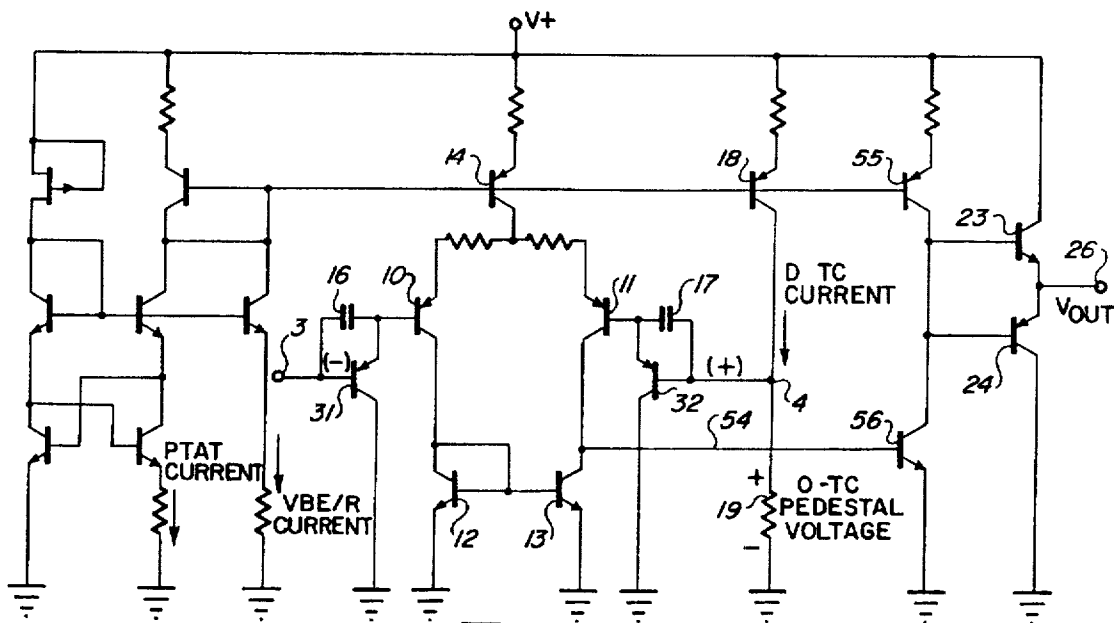 V+
14
18
55
23
26
16
10
11
17
D TC
CURRENT
VOUT
3
(-)
(+)
4
24
31
32
54
56
PTAT
CURRENT
VBE/R
CURRENT
12
13
+
19
-
O-TC
PEDESTAL
VOLTAGE